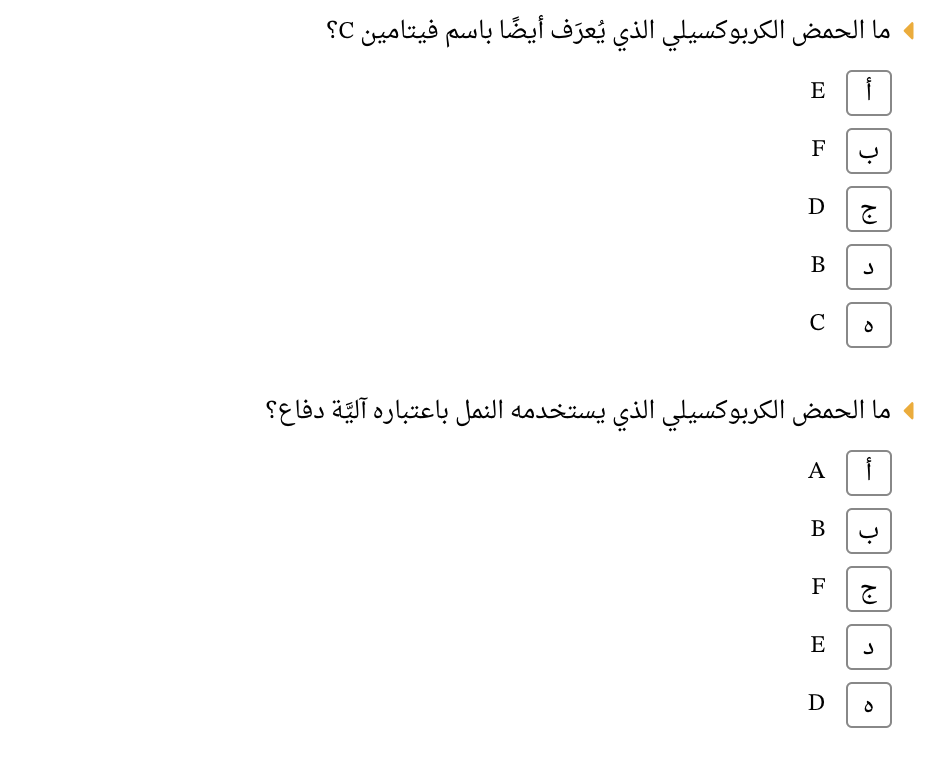 ما الحمض الكربوكسيلي الذي يُعرَف أيضًا باسم فيتامين C؟
أ E
ب F
ج D
د B
ه C
ما الحمض الكربوكسيلي الذي يستخدمه النمل باعتباره آليَّة دفاع؟
أ A
ب B
ج F
د E
ه D